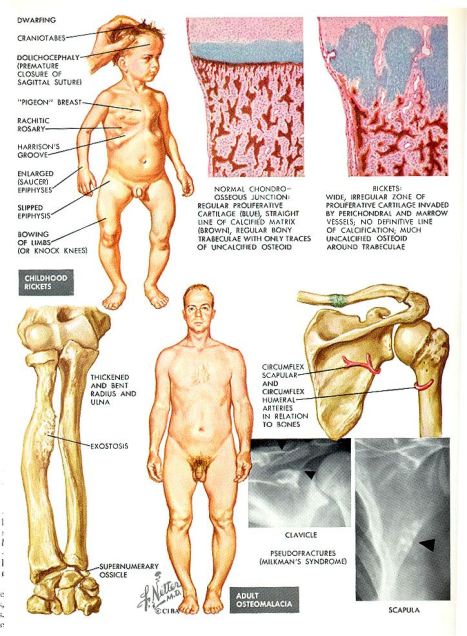 DWARFING
CRANIOTABES
DOLICHOCEPHALY
(PREMATURE
CLOSURE OF
SAGITTAL SUTURE)
"PIGEON" BREAST
RACHITIC
ROSARY
HARRISON'S
GROOVE
ENLARGED
(SAUCER)
EPIPHYSES
SLIPPED
EPIPHYSIS
BOWING
OF LIMBS
(OR KNOCK KNEES)
CHILDHOOD
RICKETS
NORMAL CHONDRO-
OSSEOUS JUNCTION:
REGULAR PROLIFERATIVE
CARTILAGE (BLUE), STRAIGHT
LINE OF CALCIFIED MATRIX
(BROWN), REGULAR BONY
TRABECULAE WITH ONLY TRACES
OF UNCALCIFIED OSTEOID
RICKETS:
WIDE, IRREGULAR ZONE OF
PROLIFERATIVE CARTILAGE INVADED
BY PERICHONDRAL AND MARROW
VESSELS; NO DEFINITIVE LINE
OF CALCIFICATION; MUCH
UNCALCIFIED OSTEOID
AROUND TRABECULAE
THICKENED
AND BENT
RADIUS AND
ULNA
EXOSTOSIS
SUPERNUMERARY
OSSICLE
CIRCUMFLEX
SCAPULAR
AND
CIRCUMFLEX
HUMERAL
ARTERIES
IN RELATION
TO BONES
CLAVICLE
PSEUDOFRACTURES
(MILKMAN'S SYNDROME)
SCAPULA
F. Netter
M.D.
©CIBA
ADULT
OSTEOMALACIA